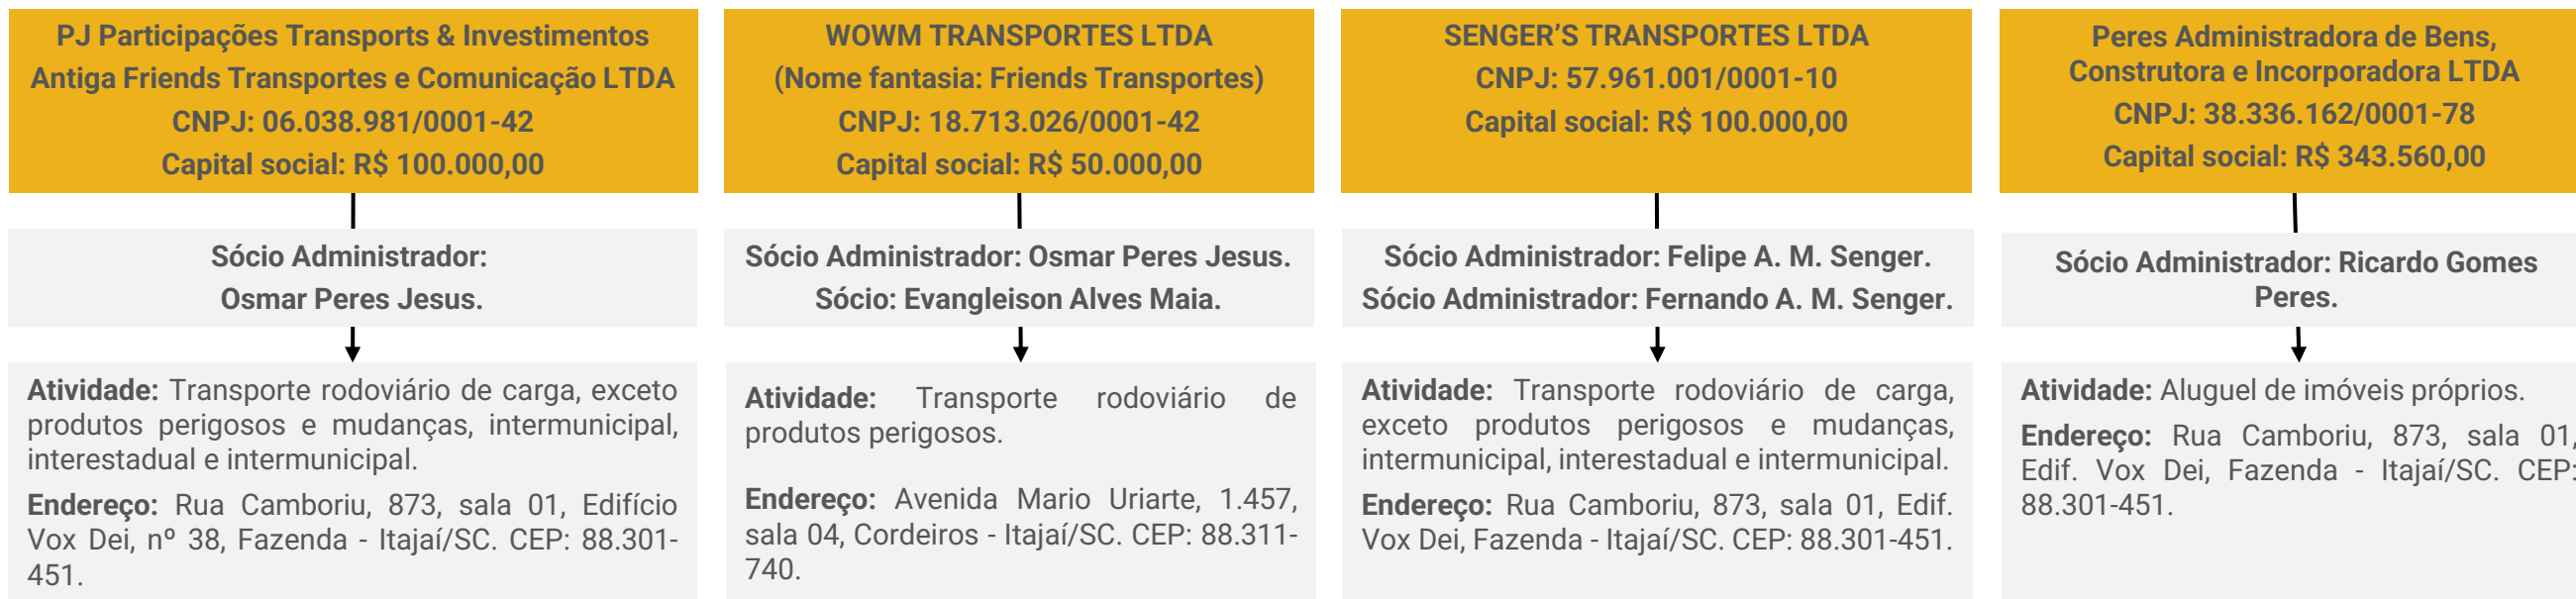 PJ Participações Transports & Investimentos
Antiga Friends Transportes e Comunicação LTDA
CNPJ: 06.038.981/0001-42
Capital social: R$ 100.000,00
Sócio Administrador:
Osmar Peres Jesus.
Atividade: Transporte rodoviário de carga, exceto
produtos perigosos e mudanças, intermunicipal,
interestadual e intermunicipal.
Endereço: Rua Camboriu, 873, sala 01, Edifício
Vox Dei, nº 38, Fazenda - Itajaí/SC. CEP: 88.301-
451.
WOWM TRANSPORTES LTDA
(Nome fantasia: Friends Transportes)
CNPJ: 18.713.026/0001-42
Capital social: R$ 50.000,00
Sócio Administrador: Osmar Peres Jesus.
Sócio: Evangleison Alves Maia.
Atividade: Transporte rodoviário de
produtos perigosos.
Endereço: Avenida Mario Uriarte, 1.457,
sala 04, Cordeiros - Itajaí/SC. CEP: 88.311-
740.
SENGER’S TRANSPORTES LTDA
CNPJ: 57.961.001/0001-10
Capital social: R$ 100.000,00
Sócio Administrador: Felipe A. M. Senger.
Sócio Administrador: Fernando A. M. Senger.
Atividade: Transporte rodoviário de carga,
exceto produtos perigosos e mudanças,
intermunicipal, interestadual e intermunicipal.
Endereço: Rua Camboriu, 873, sala 01, Edif.
Vox Dei, Fazenda - Itajaí/SC. CEP: 88.301-451.
Peres Administradora de Bens,
Construtora e Incorporadora LTDA
CNPJ: 38.336.162/0001-78
Capital social: R$ 343.560,00
Sócio Administrador: Ricardo Gomes
Peres.
Atividade: Aluguel de imóveis próprios.
Endereço: Rua Camboriu, 873, sala 01,
Edif. Vox Dei, Fazenda - Itajaí/SC. CEP:
88.301-451.